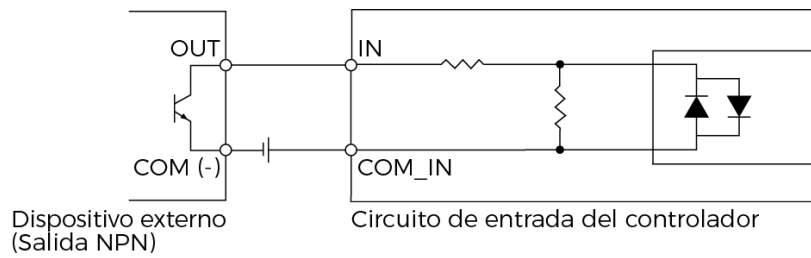 OUT
IN
COM (-)
COM_IN
Dispositivo externo
(Salida NPN)
Circuito de entrada del controlador